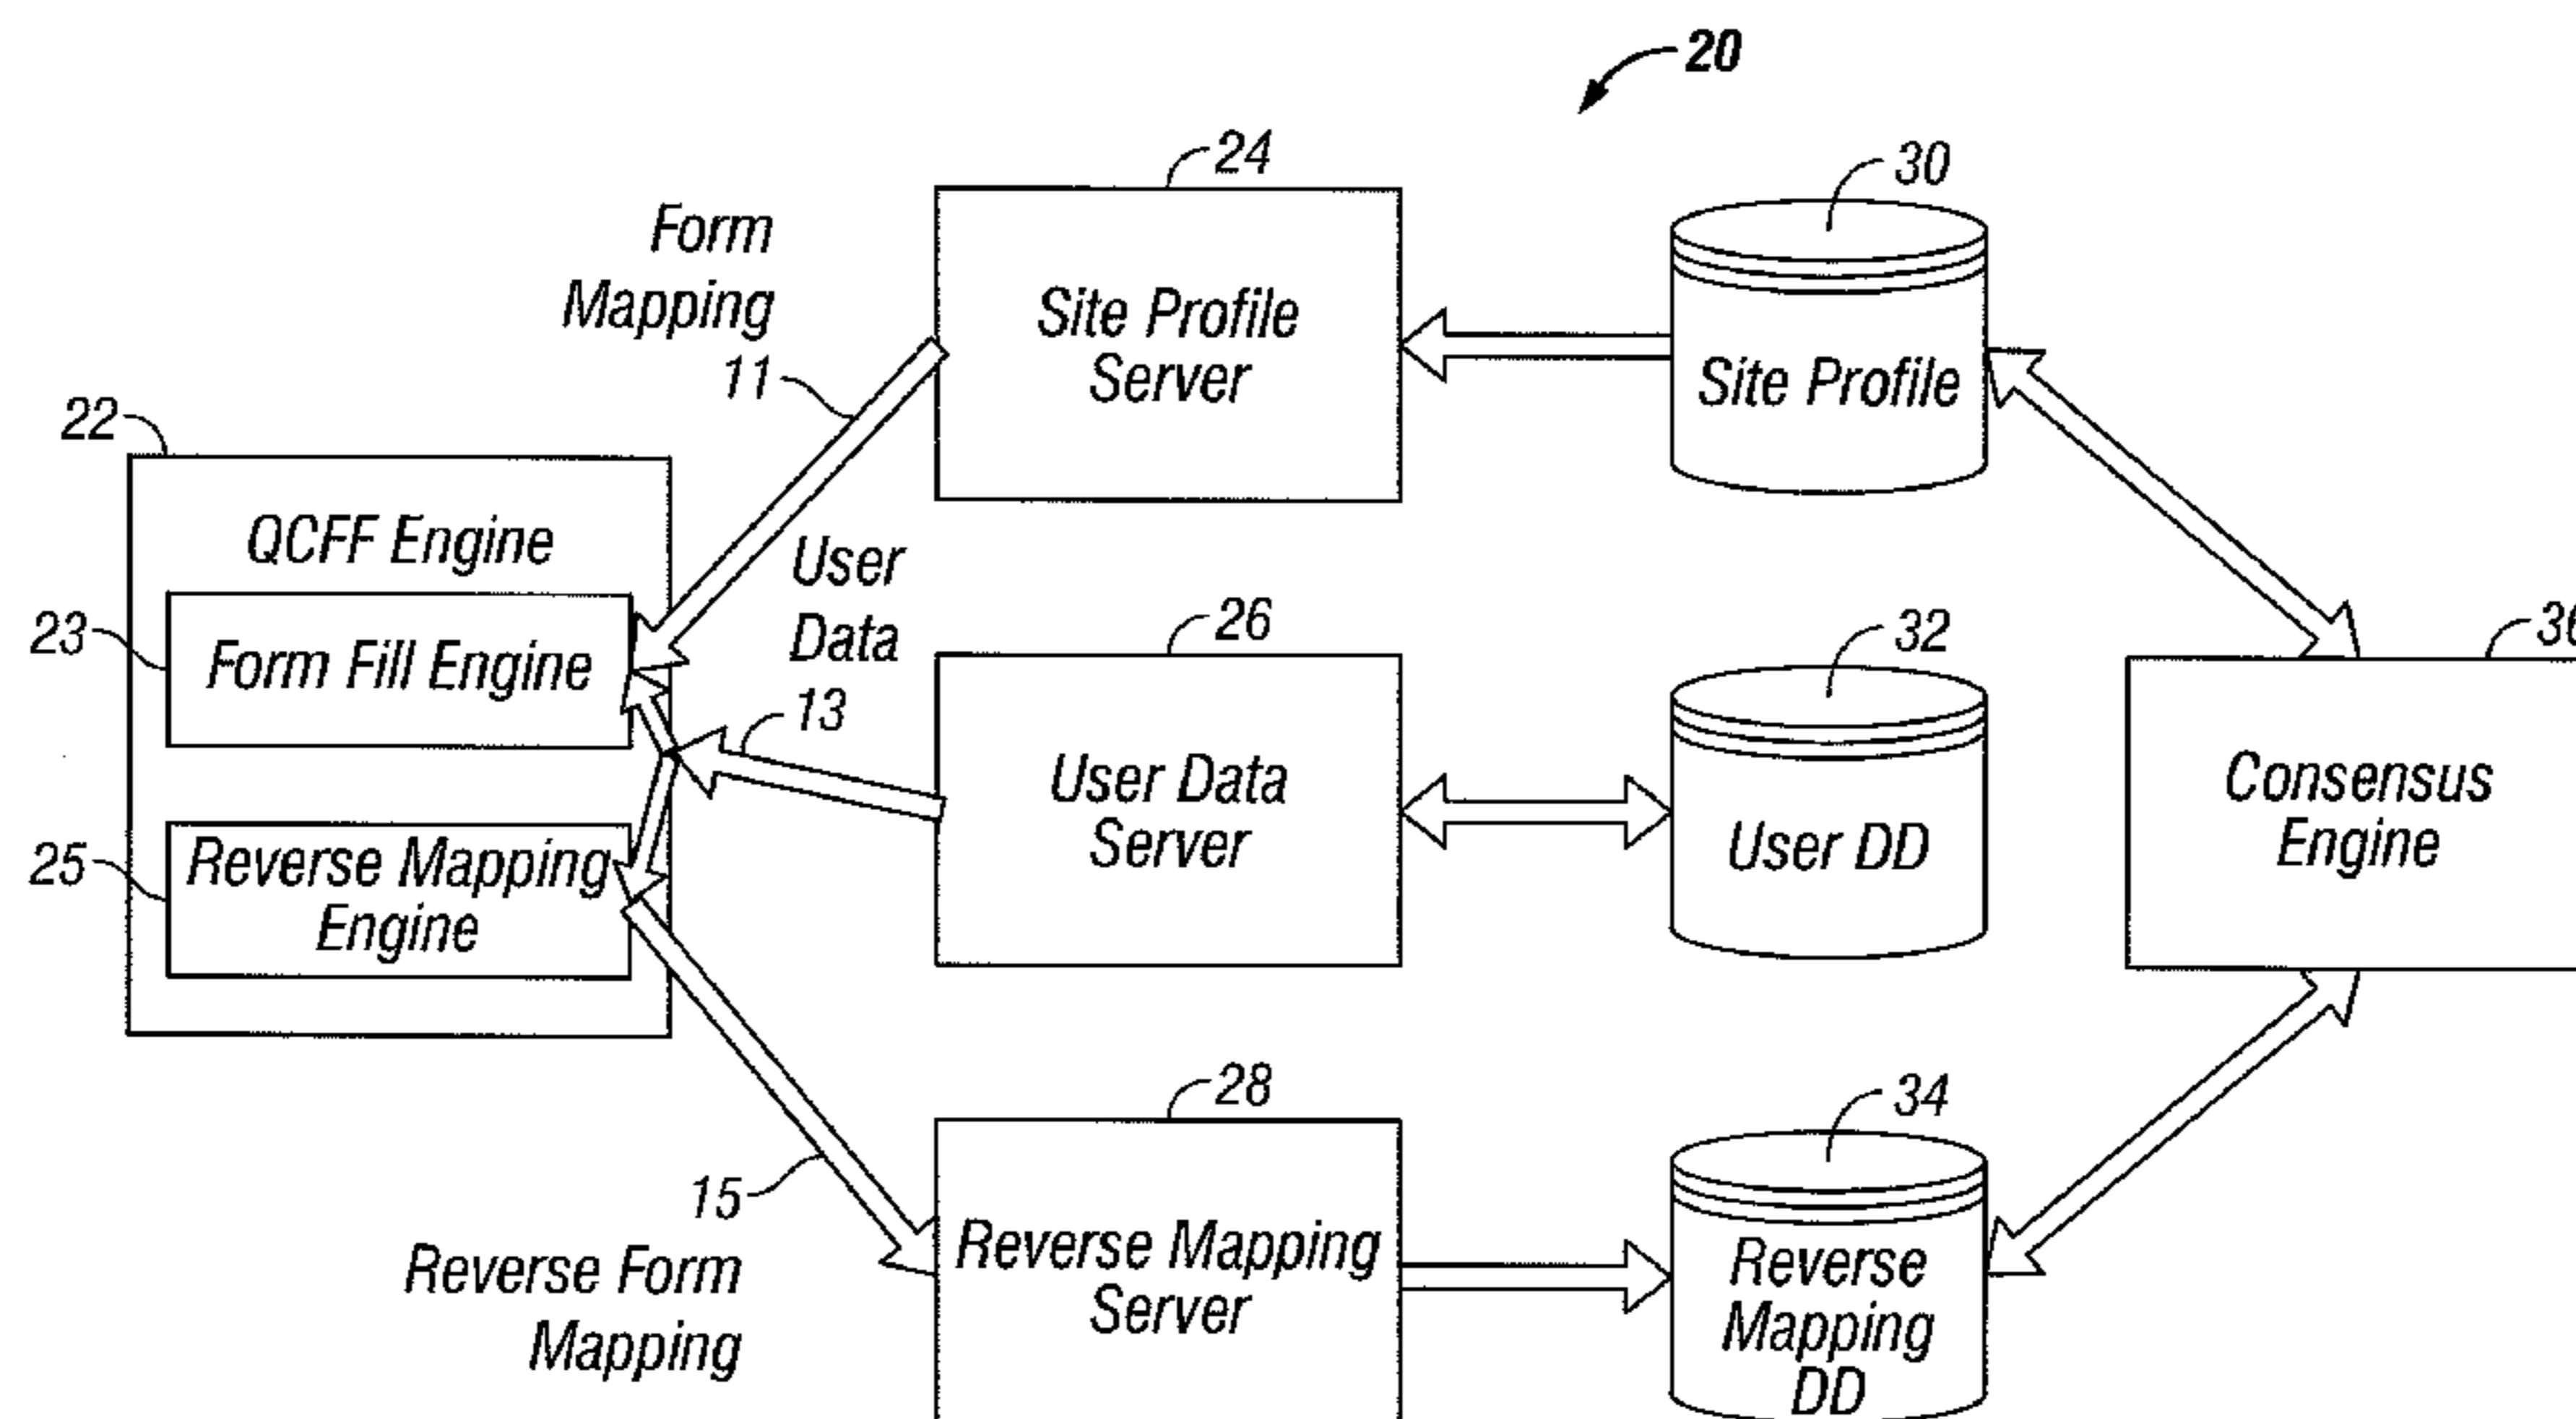 20
24
30
Form
Mapping
11
Site Profile
Server
Site Profile
22
QCFF Engine
User
Data
13
23
Form Fill Engine
26
32
36
User Data
Server
User DD
Consensus
Engine
25
Reverse Mapping
Engine
28
34
15
Reverse Form
Mapping
Reverse Mapping
Server
Reverse
Mapping
DD